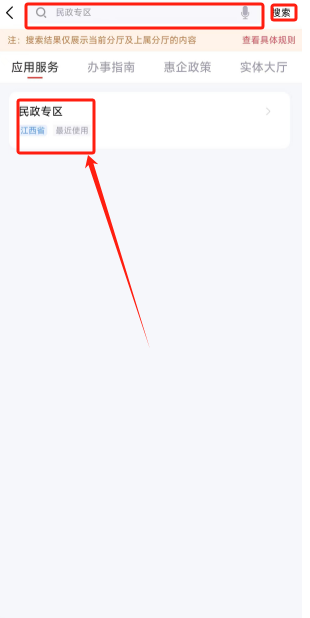 民政专区 搜索
注：搜索结果仅展示当前分厅及上属分厅的内容 查看具体规则
应用服务 办事指南 惠企政策 实体大厅
民政专区
江西省 最近使用